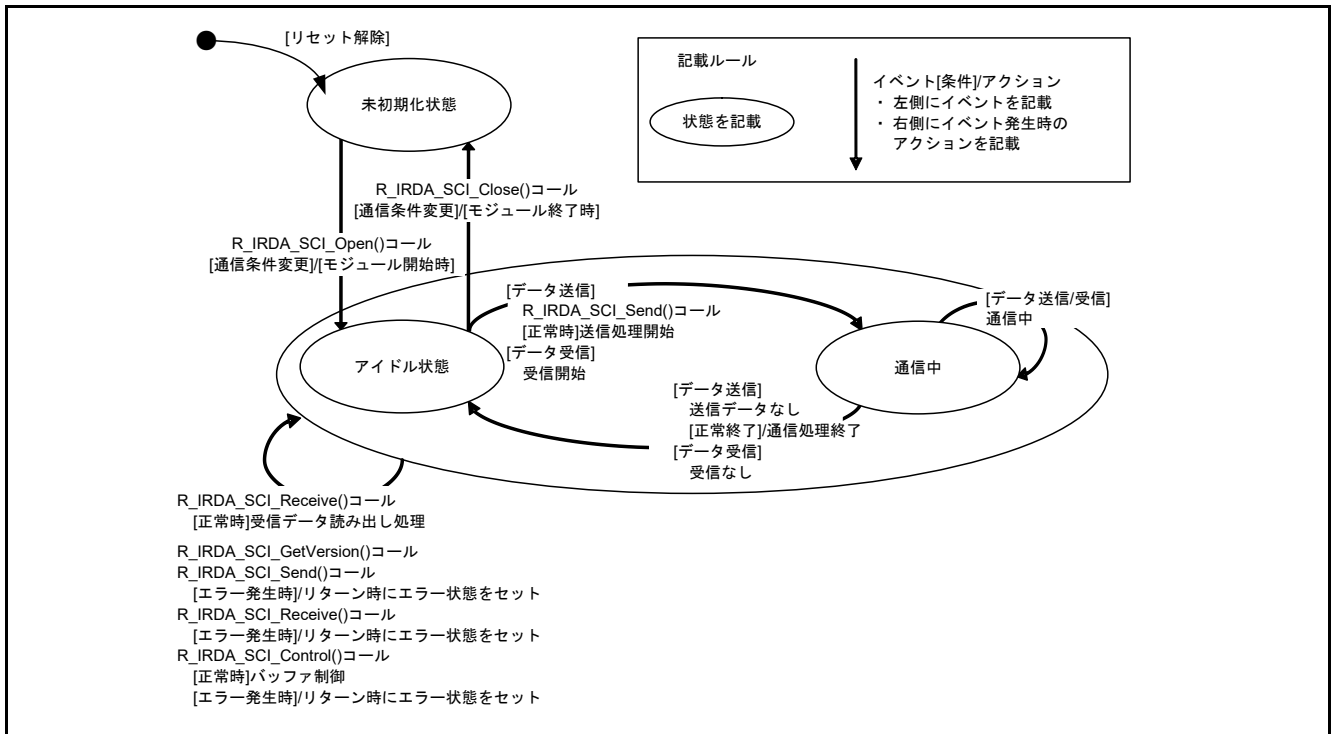 [リセット解除]
未初期化状態
記載ルール
状態を記載
イベント[条件]/アクション
・ 左側にイベントを記載
・ 右側にイベント発生時の
アクションを記載
R_IRDA_SCI_Close()コール
[通信条件変更]/[モジュール終了時]
R_IRDA_SCI_Open()コール
[通信条件変更]/[モジュール開始時]
[データ送信]
R_IRDA_SCI_Send()コール
[正常時]送信処理開始
[データ受信]
受信開始
[データ送信/受信]
通信中
アイドル状態
通信中
[データ送信]
送信データなし
[正常終了]/通信処理終了
[データ受信]
受信なし
R_IRDA_SCI_Receive()コール
[正常時]受信データ読み出し処理
R_IRDA_SCI_GetVersion()コール
R_IRDA_SCI_Send()コール
[エラー発生時]/リターン時にエラー状態をセット
R_IRDA_SCI_Receive()コール
[エラー発生時]/リターン時にエラー状態をセット
R_IRDA_SCI_Control()コール
[正常時]バッファ制御
[エラー発生時]/リターン時にエラー状態をセット